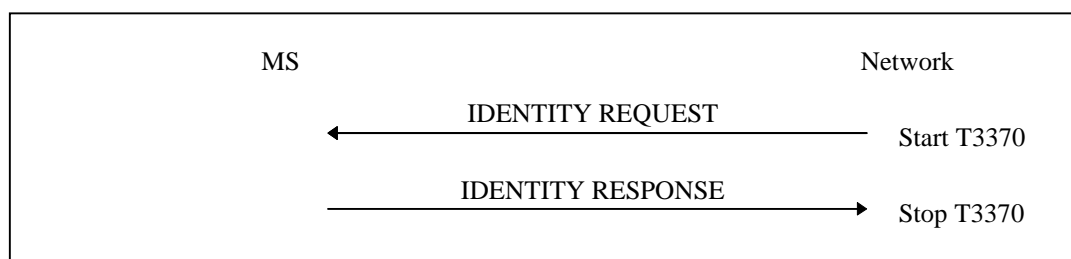 MS Network
IDENTITY REQUEST
Start T3370
IDENTITY RESPONSE
Stop T3370